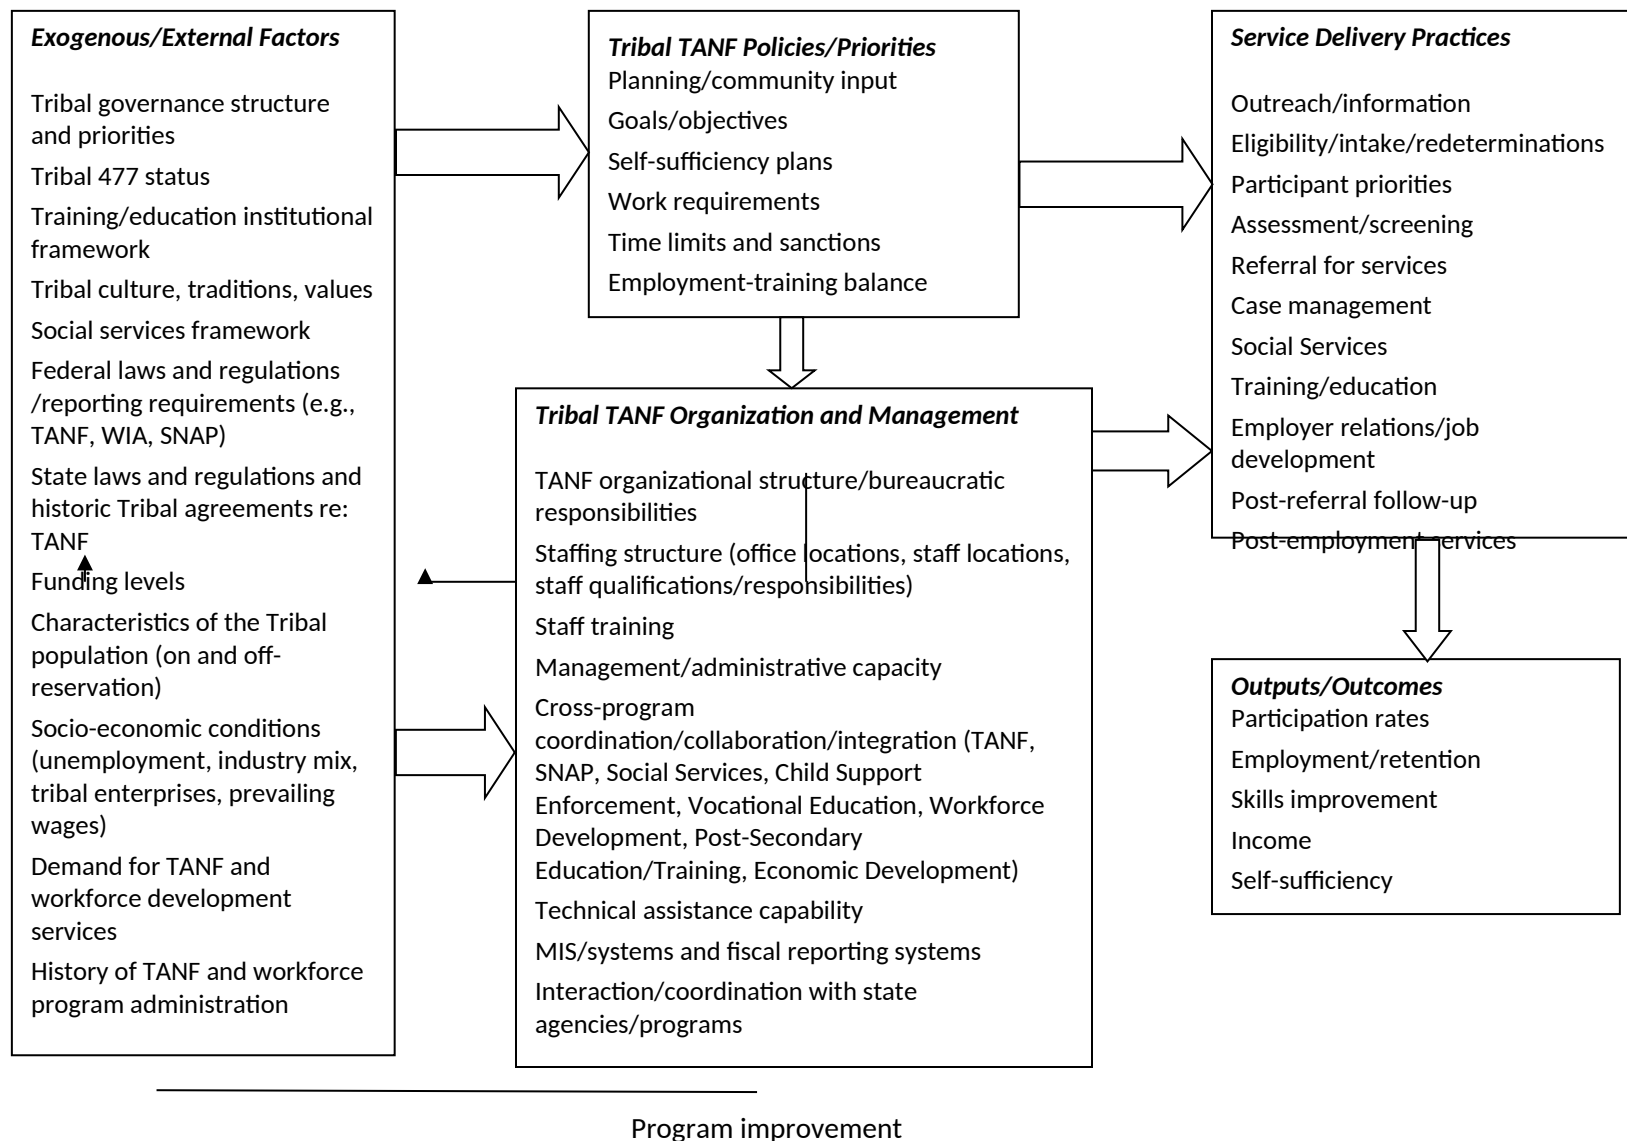 Exogenous/External Factors
Tribal governance structure
and priorities
Tribal 477 status
Training/education institutional
framework
Tribal culture, traditions, values
Social services framework
Federal laws and regulations
/reporting requirements (e.g.,
TANF, WIA, SNAP)
State laws and regulations and
historic Tribal agreements re:
TANF
Funding levels
Characteristics of the Tribal
population (on and off-
reservation)
Socio-economic conditions
(unemployment, industry mix,
tribal enterprises, prevailing
wages)
Demand for TANF and
workforce development
services
History of TANF and workforce
program administration
Tribal TANF Policies/Priorities
Planning/community input
Goals/objectives
Self-sufficiency plans
Work requirements
Time limits and sanctions
Employment-training balance
Tribal TANF Organization and Management
TANF organizational structure/bureaucratic
responsibilities
Staffing structure (office locations, staff locations,
staff qualifications/responsibilities)
Staff training
Management/administrative capacity
Cross-program
coordination/collaboration/integration (TANF,
SNAP, Social Services, Child Support
Enforcement, Vocational Education, Workforce
Development, Post-Secondary
Education/Training, Economic Development)
Technical assistance capability
MIS/systems and fiscal reporting systems
Interaction/coordination with state
agencies/programs
Service Delivery Practices
Outreach/information
Eligibility/intake/redeterminations
Participant priorities
Assessment/screening
Referral for services
Case management
Social Services
Training/education
Employer relations/job
development
Post-referral follow-up
Post-employment services
Outputs/Outcomes
Participation rates
Employment/retention
Skills improvement
Income
Self-sufficiency
Program improvement